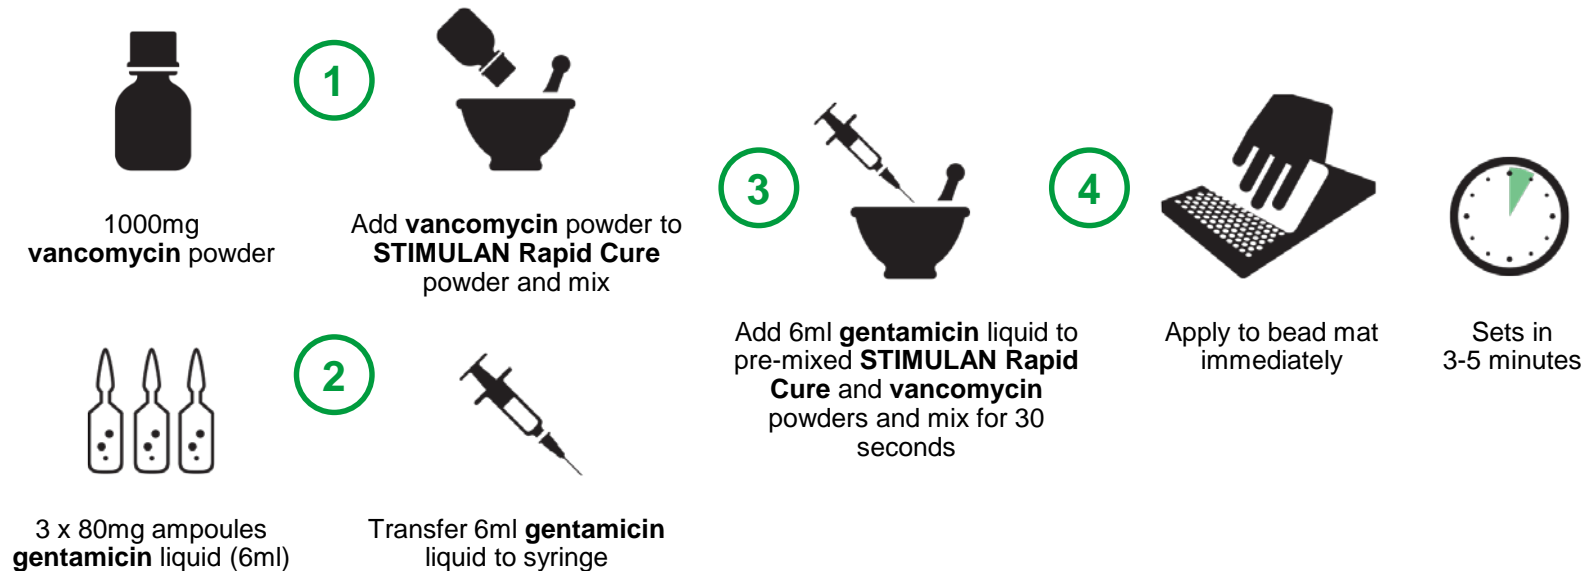 1
1000mg
vancomycin powder
Add vancomycin powder to
STIMULAN Rapid Cure
powder and mix
2
3 x 80mg ampoules
gentamicin liquid (6ml)
Transfer 6ml gentamicin
liquid to syringe
3
Add 6ml gentamicin liquid to
pre-mixed STIMULAN Rapid
Cure and vancomycin
powders and mix for 30
seconds
4
Apply to bead mat
immediately
Sets in
3-5 minutes